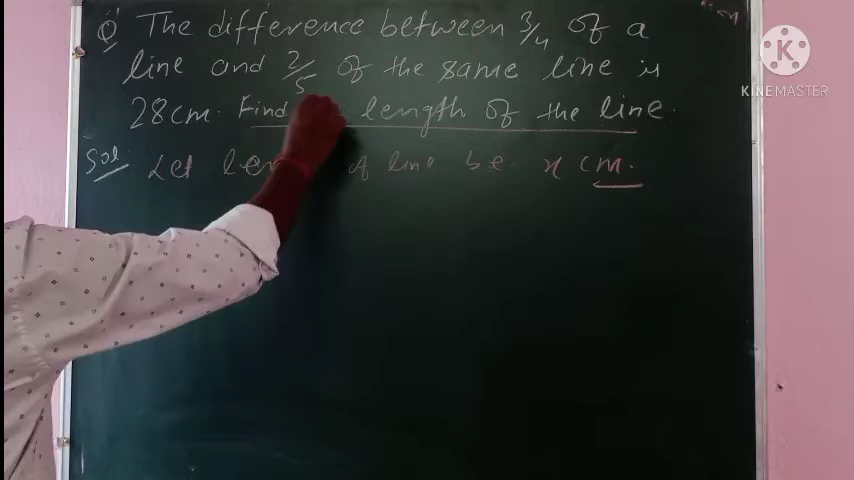 Q The difference between 3/4 of a
line and 2/5 of the same line is
28cm. Find length of the line.
Sol: Let of line be x cm.
KINEMASTER